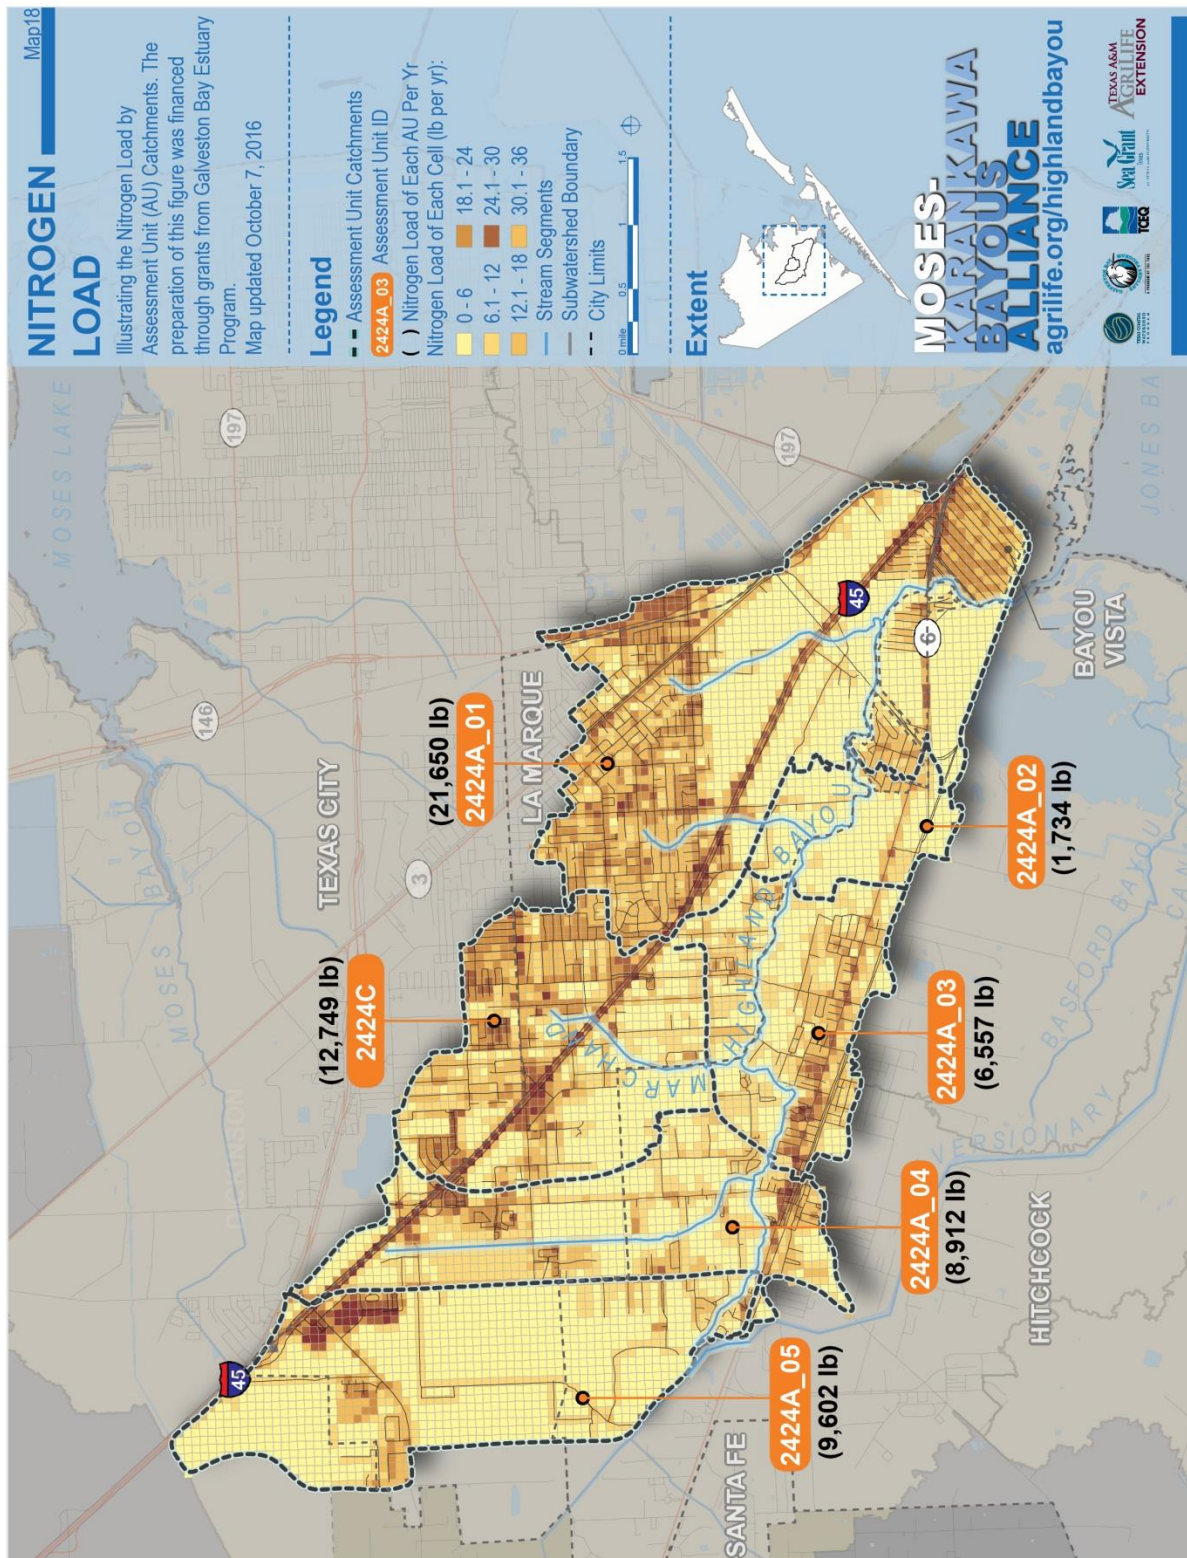 Map18
NITROGEN
LOAD
Illustrating the Nitrogen Load by
Assessment Unit (AU) Catchments. The
preparation of this figure was financed
through grants from Galveston Bay Estuary
Program.
Map updated October 7, 2016
Legend
Assessment Unit Catchments
2424A_03 Assessment Unit ID
( ) Nitrogen Load of Each AU Per Yr
Nitrogen Load of Each Cell (lb per yr):
0 - 6
6.1 - 12
12.1 - 18
18.1 - 24
24.1 - 30
30.1 - 36
Stream Segments
Subwatershed Boundary
City Limits
0 mile 0.5 1 1.5
Extent
MOSES-
KARANKAWA
BAYOUS
ALLIANCE
agrilife.org/highlandbayou
TCEQ
Sea Grant
Texas
TEXAS A&M
AGRILIFE
EXTENSION
MOSES LAKE
197
146
TEXAS CITY
MOSES BAYOU
3
DICKINSON
LA MARQUE
(21,650 lb)
2424A_01
(12,749 lb)
2424C
197
45
45
6
MARCHAND
HIGHLAND BAYOU
JONES BA
BAYOU
VISTA
2424A_02
(1,734 lb)
2424A_03
(6,557 lb)
2424A_04
(8,912 lb)
2424A_05
(9,602 lb)
BASFORD BAYOU
VERSIONARY CANA
HITCHCOCK
SANTA FE